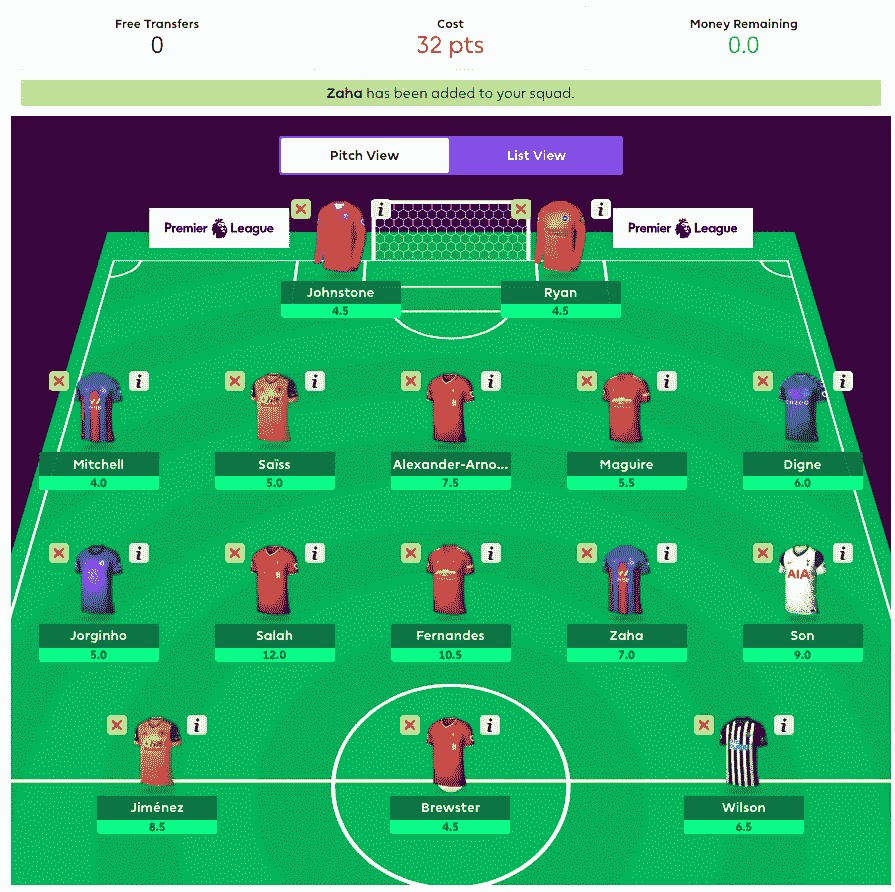 Free Transfers
Cost
Money Remaining
0
32 pts
0.0
Zaha has been added to your squad.
Pitch View
List View
Premier League
Premier League
Johnstone
Ryan
4.5
4.5
Mitchell
Saïss
Alexander-Arno...
Maguire
Digne
4.0
5.0
7.5
5.5
6.0
AIA
Jorginho
Salah
Fernandes
Zaha
Son
5.0
12.0
10.5
7.0
9.0
Jiménez
Brewster
Wilson
8.5
4.5
6.5